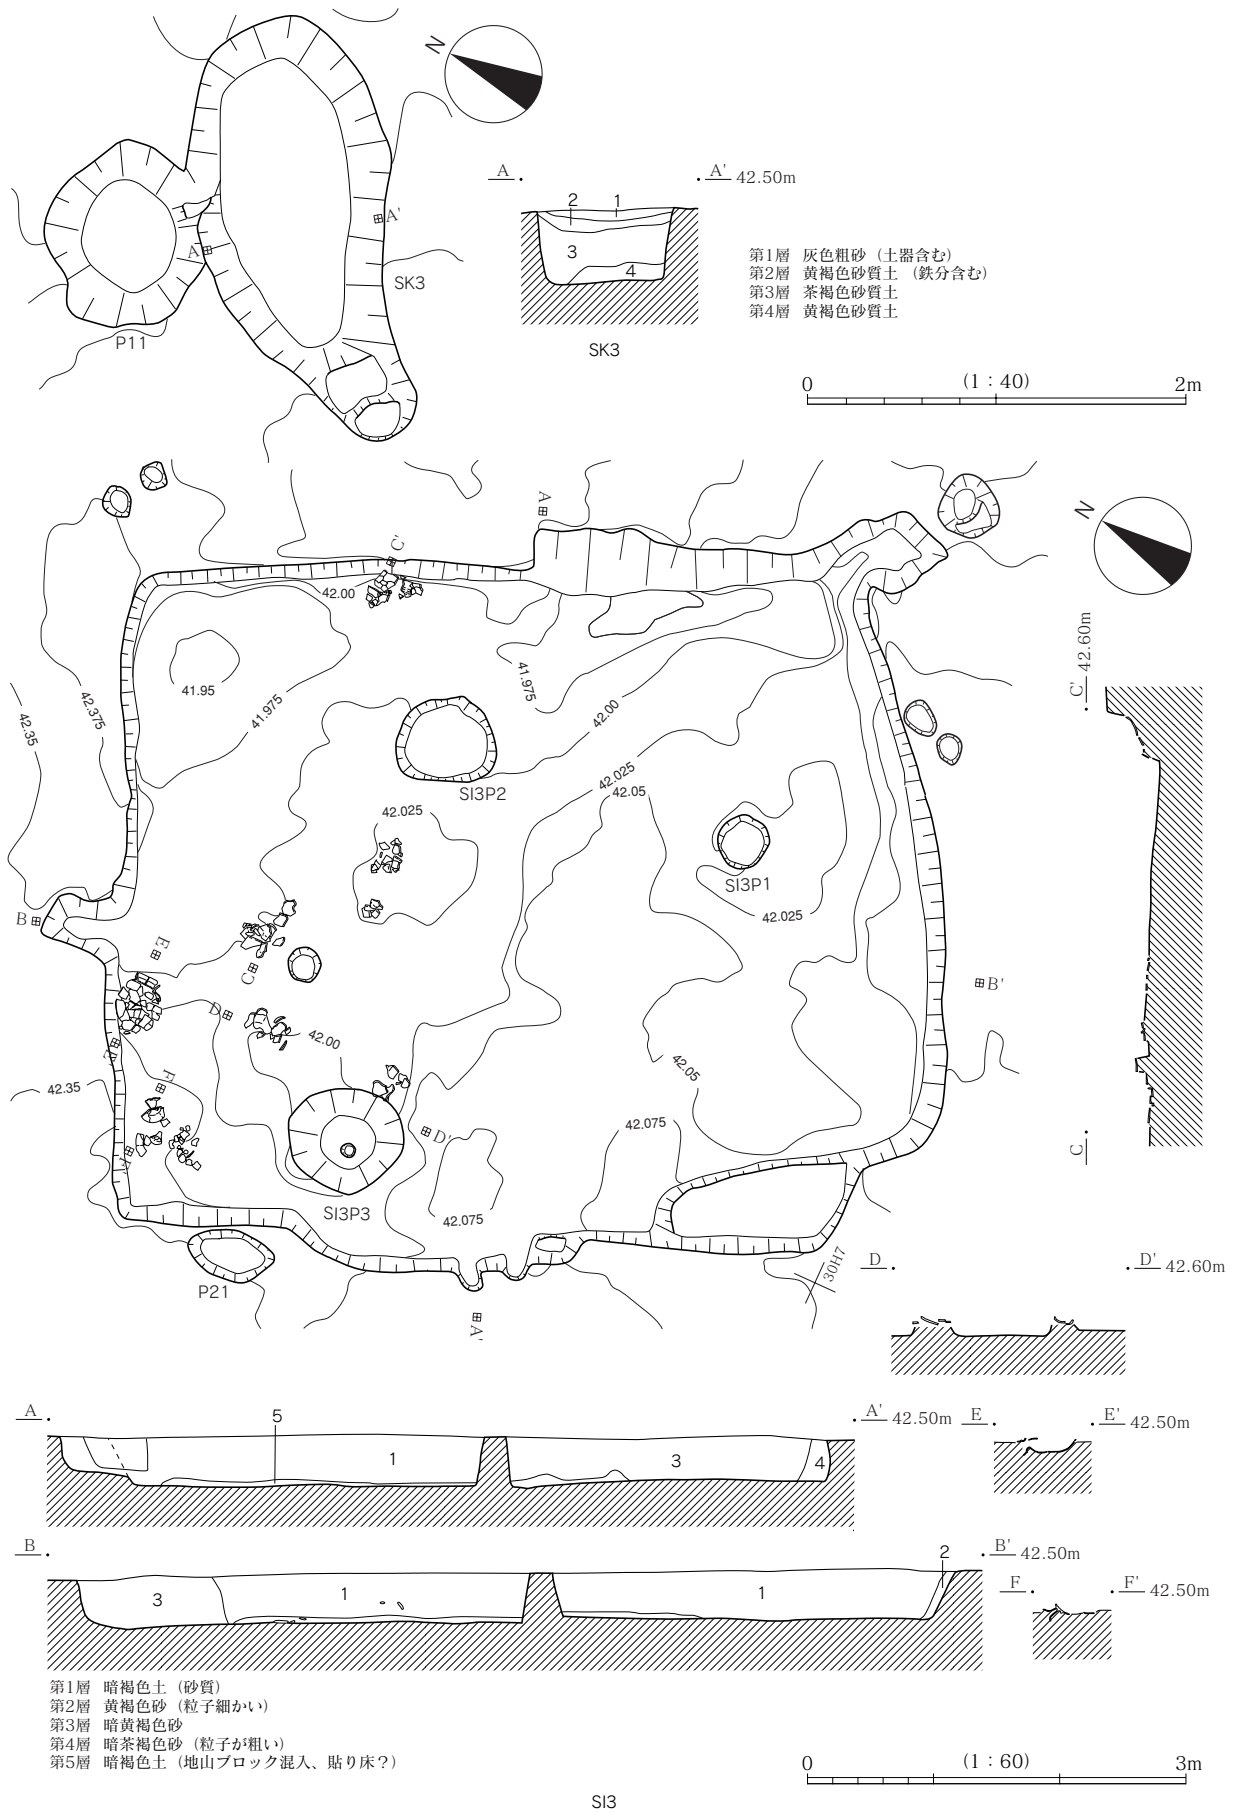 N
A
A' 42.50m
2 1
3
4
A'
A
SK3
P11
第1層 灰色粗砂（土器含む）
第2層 黄褐色砂質土 （鉄分含む）
第3層 茶褐色砂質土
第4層 黄褐色砂質土
SK3
0 (1：40) 2m
N
A
C'
42.00
41.95
41.975
41.975
42.00
42.375
42.35
42.025
42.05
SI3P2
42.025
SI3P1
42.025
B
E
C
D
B'
E'
42.00
F
42.35
42.05
D'
42.075
F'
SI3P3
42.075
P21
A'
30H7
C' 42.60m
C
D
D' 42.60m
A
5
1
3
4
A' 42.50m
E
E' 42.50m
B
3
1
1
2
B' 42.50m
F
F' 42.50m
第1層 暗褐色土（砂質）
第2層 黄褐色砂（粒子細かい）
第3層 暗黄褐色砂
第4層 暗茶褐色砂（粒子が粗い）
第5層 暗褐色土（地山ブロック混入、貼り床？）
0 (1：60) 3m
SI3